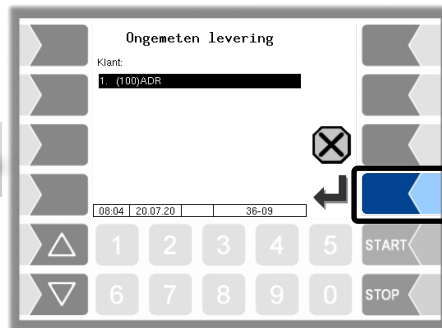 Ongemeten levering
Klant:
1. (100)ADR
08:04 20.07.20 36-09
1 2 3 4 5 START
6 7 8 9 0 STOP